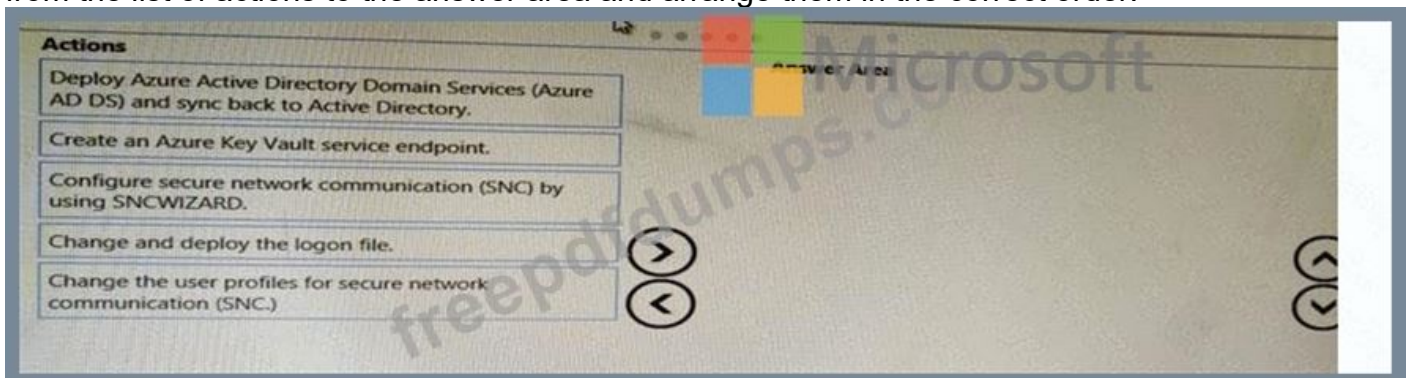 from the list of actions to the answer area and arrange them in the correct order.
Actions
Answer Area
Microsoft
Deploy Azure Active Directory Domain Services (Azure
AD DS) and sync back to Active Directory.
Create an Azure Key Vault service endpoint.
Configure secure network communication (SNC) by
using SNCWIZARD.
Change and deploy the logon file.
Change the user profiles for secure network
communication (SNC.)
freepdfdumps.com